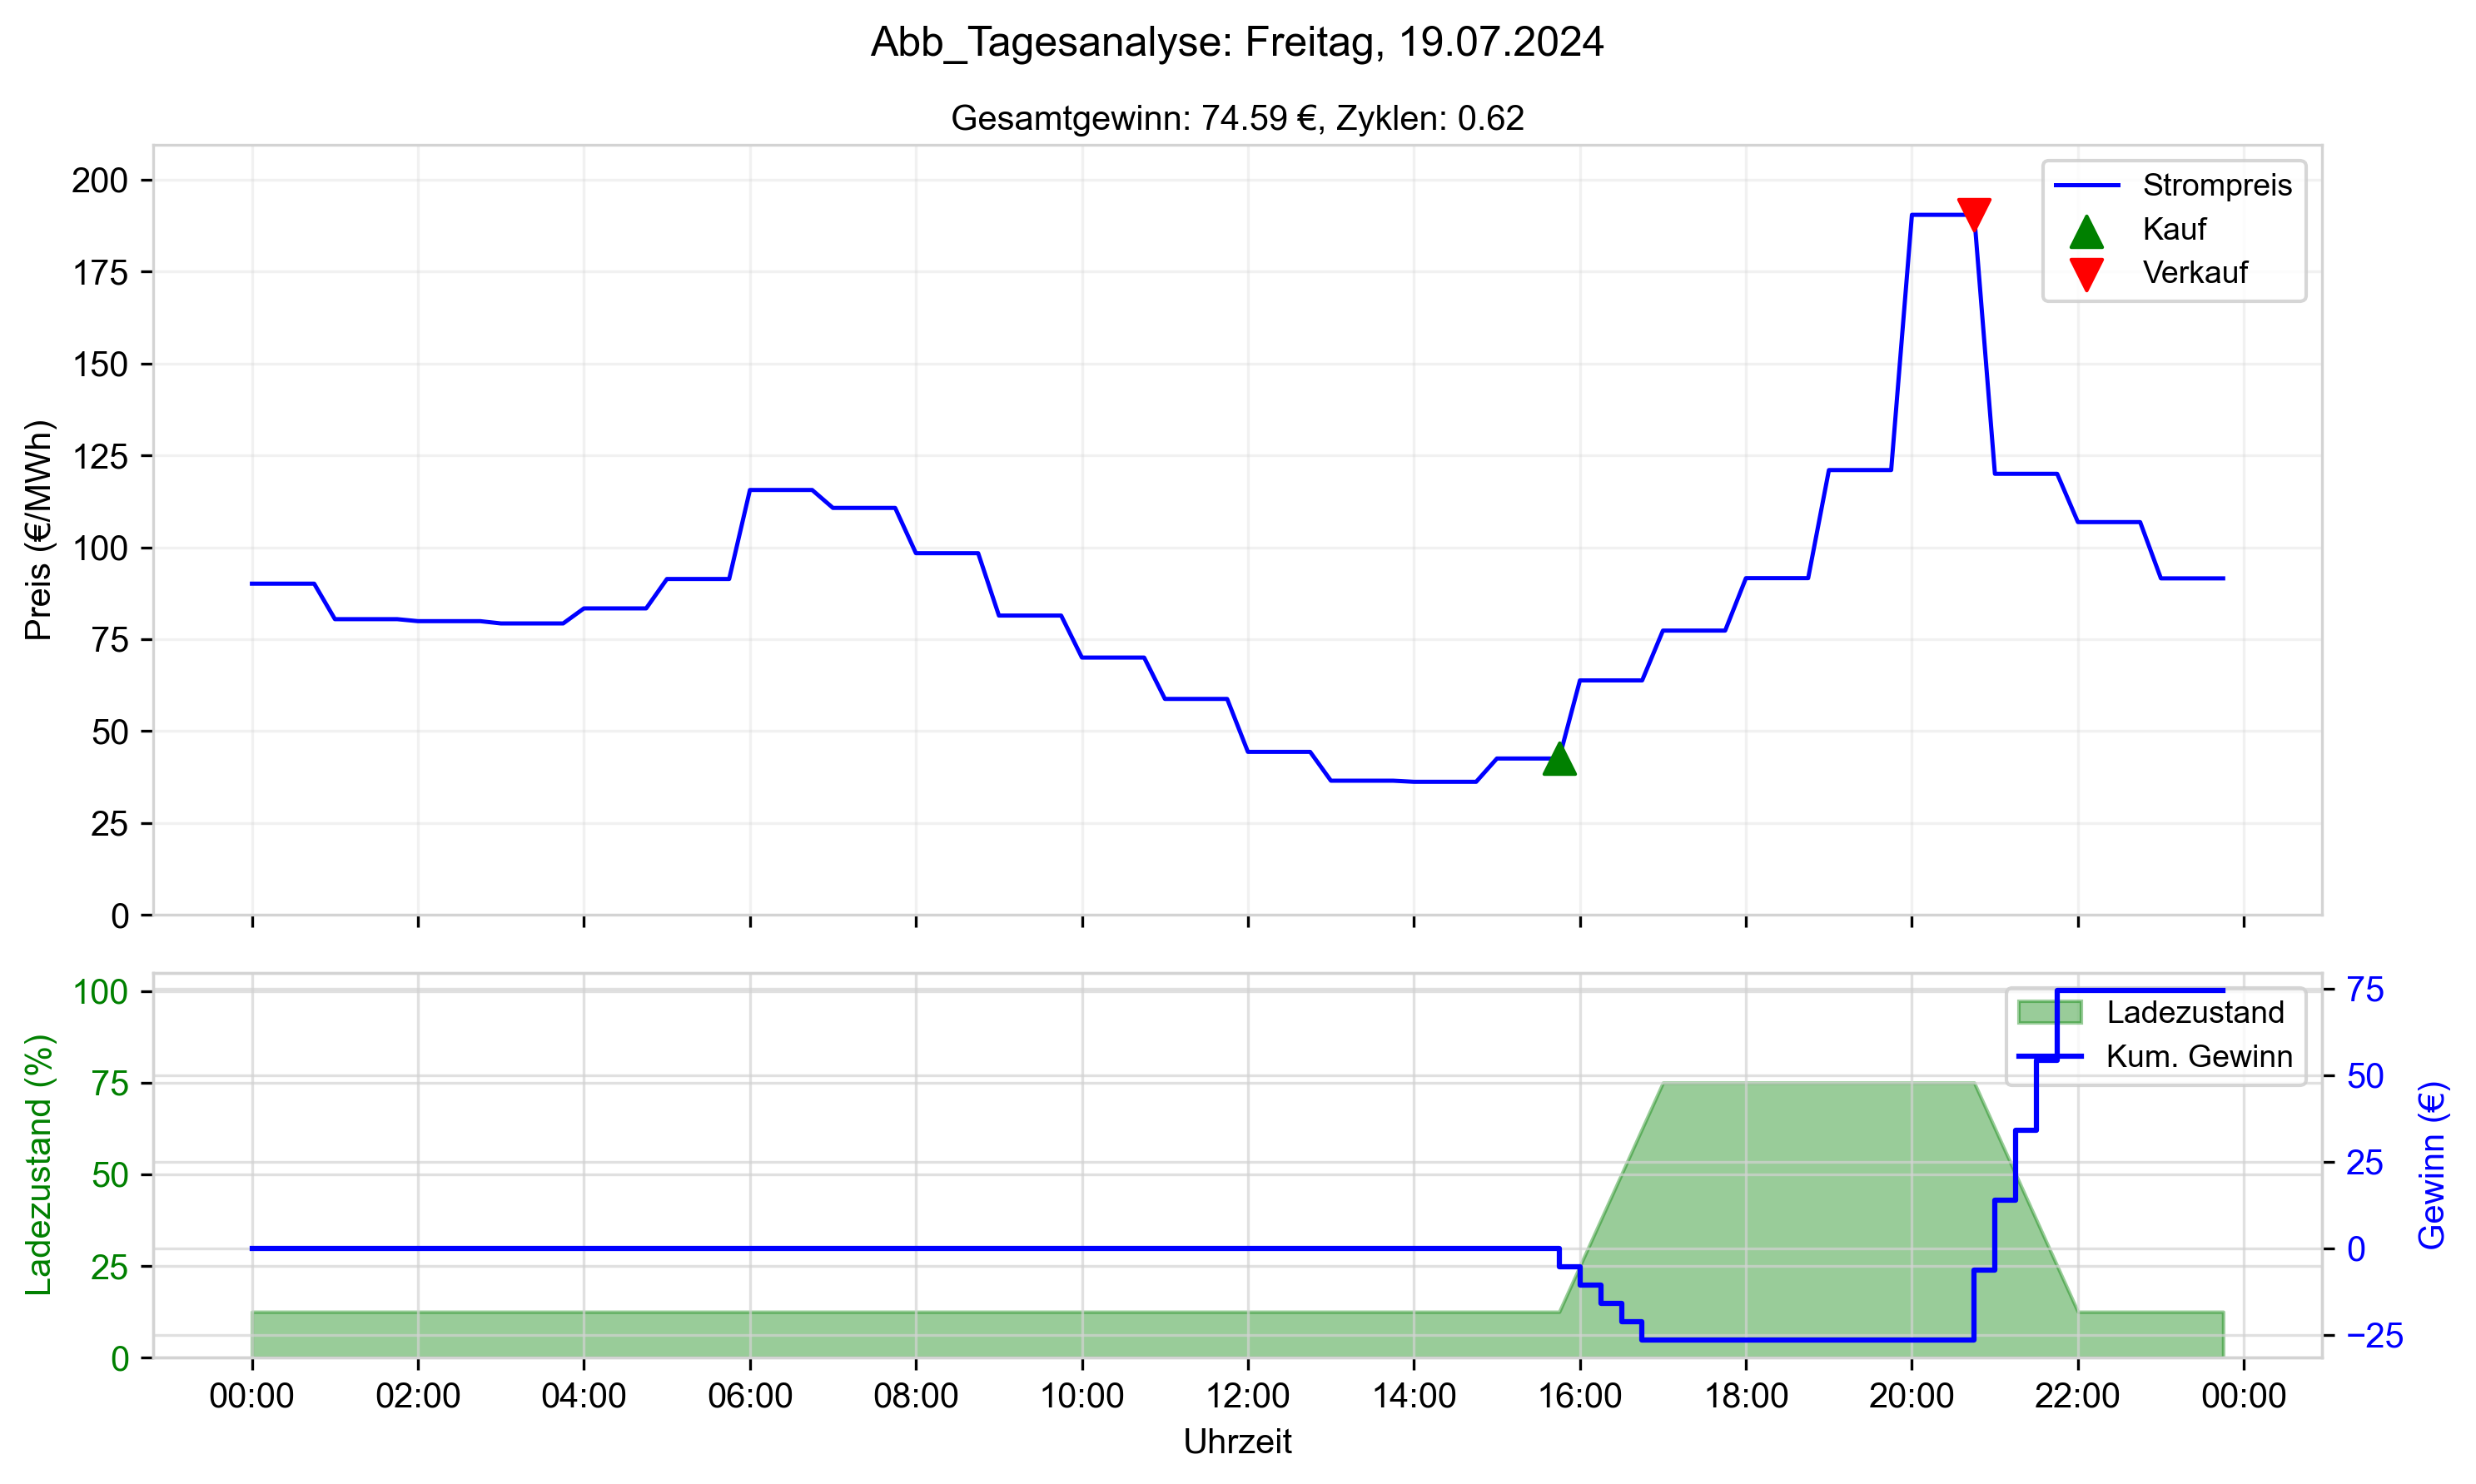 Abb_Tagesanalyse: Freitag, 19.07.2024
Gesamtgewinn: 74.59 €, Zyklen: 0.62
Preis (€/MWh)
200
175
150
125
100
75
50
25
0
Strompreis
Kauf
Verkauf
Ladezustand (%)
100
75
50
25
0
Ladezustand
Kum. Gewinn
75
50
25
0
−25
Gewinn (€)
00:00 02:00 04:00 06:00 08:00 10:00 12:00 14:00 16:00 18:00 20:00 22:00 00:00
Uhrzeit